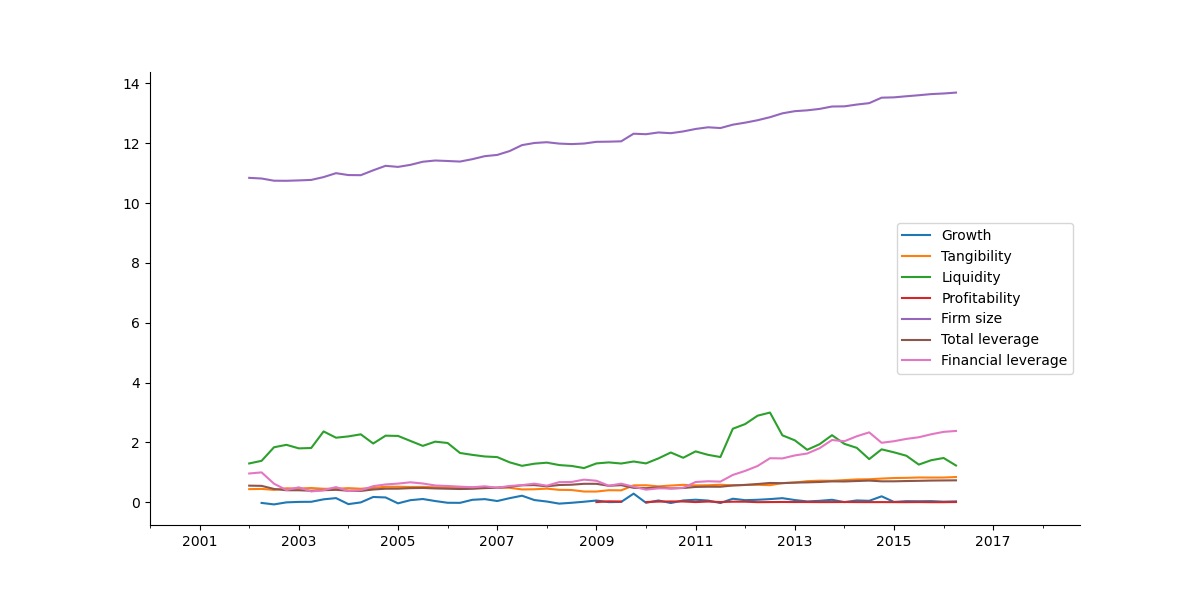 14
12
10
8
6
4
2
0
2001 2003 2005 2007 2009 2011 2013 2015 2017
Growth
Tangibility
Liquidity
Profitability
Firm size
Total leverage
Financial leverage